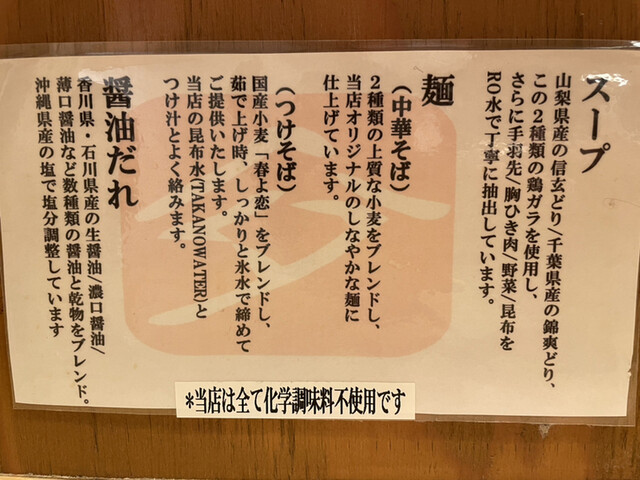 スープ
山梨県産の信玄どり/千葉県産の錦爽どり、
この2種類の鶏ガラを使用し、
さらに手羽先/胸ひき肉/野菜/昆布を
RO水で丁寧に抽出しています。
麺
(中華そば)
2種類の上質な小麦をブレンドし、
当店オリジナルのしなやかな麺に
仕上げています。
(つけそば)
国産小麦「春よ恋」をブレンドし、
茹で上げ時、しっかりと氷水で締めて
ご提供いたします。
当店の昆布水(TAKANOWATER)と
つけ汁とよく絡みます。
醤油だれ
香川県・石川県産の生醤油/濃口醤油/
薄口醤油など数種類の醤油と乾物をブレンド。
沖縄県産の塩で塩分調整しています
*当店は全て化学調味料不使用です